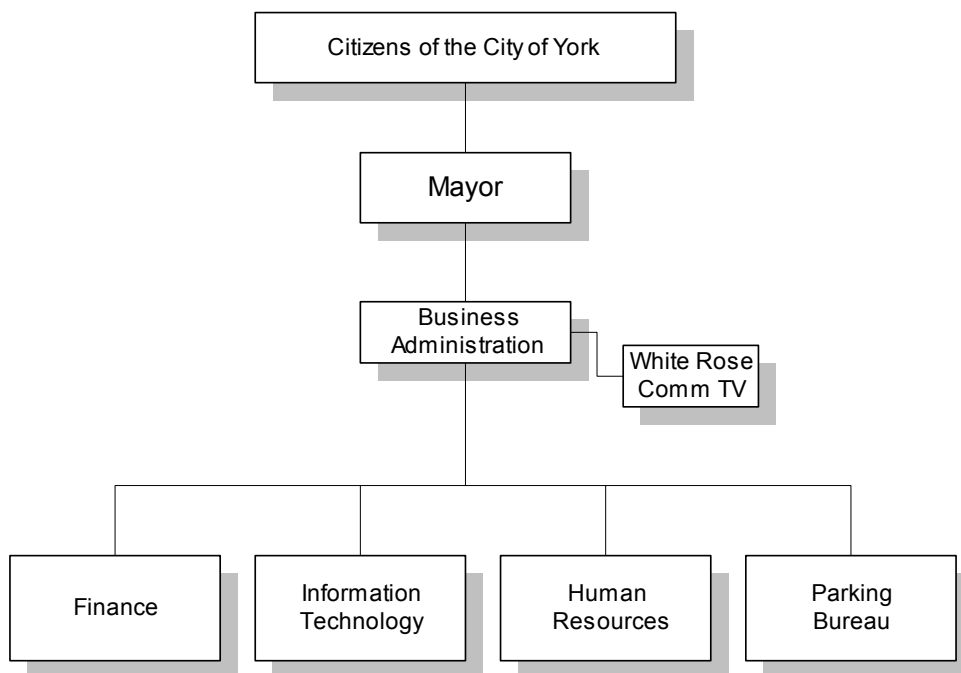 Citizens of the City of York
Mayor
Business
Administration
White Rose
Comm TV
Finance
Information
Technology
Human
Resources
Parking
Bureau